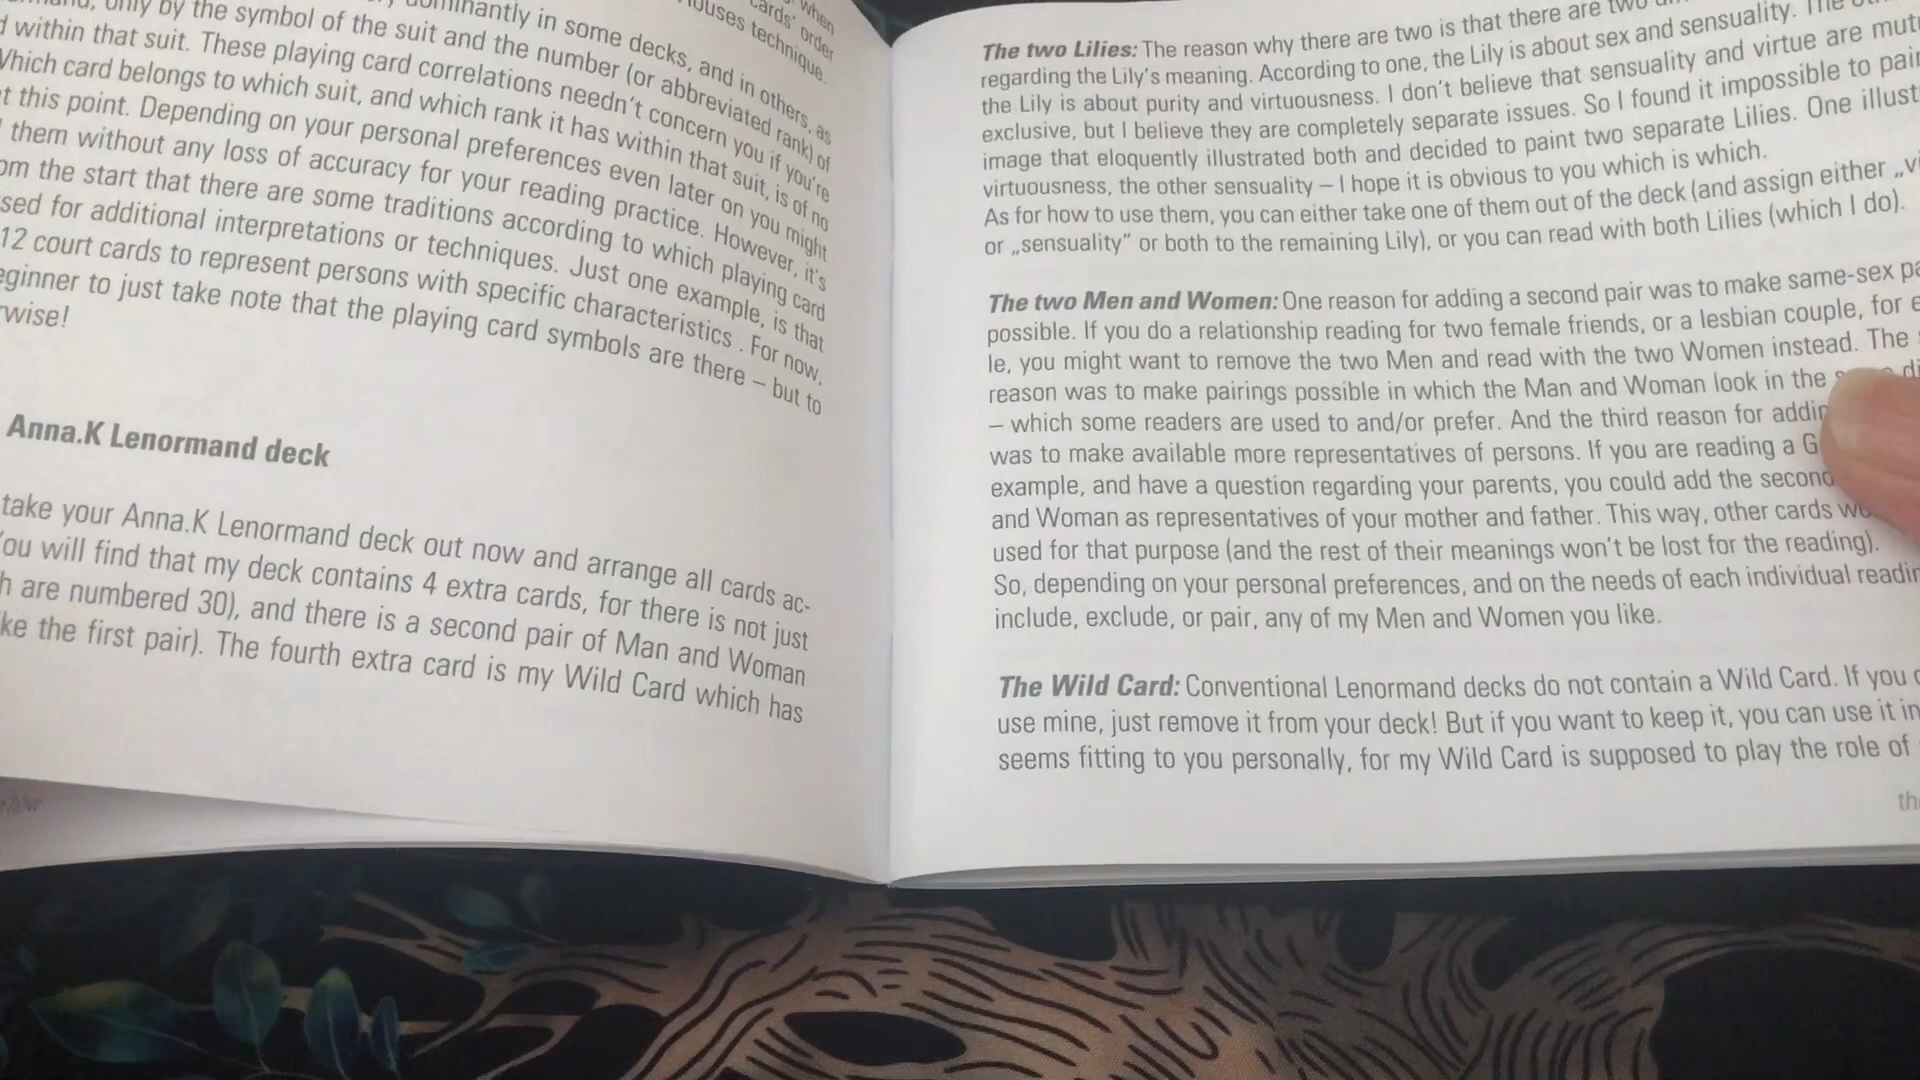 only by the symbol of the suit and the number (or abbreviated rank) of
within that suit. These playing card correlations needn't concern you if you're
Which card belongs to which suit, and which rank it has within that suit, is of no
this point. Depending on your personal preferences even later on you might
them without any loss of accuracy for your reading practice. However, it's
the start that there are some traditions according to which playing card
for additional interpretations or techniques. Just one example, is that
12 court cards to represent persons with specific characteristics . For now,
to just take note that the playing card symbols are there – but to
Anna.K Lenormand deck
take your Anna.K Lenormand deck out now and arrange all cards ac-
You will find that my deck contains 4 extra cards, for there is not just
are numbered 30), and there is a second pair of Man and Woman
the first pair). The fourth extra card is my Wild Card which has
The two Lilies: The reason why there are two is that there are two
regarding the Lily's meaning. According to one, the Lily is about sex and sensuality. The
the Lily is about purity and virtuousness. I don't believe that sensuality and virtue are
exclusive, but I believe they are completely separate issues. So I found it impossible to
image that eloquently illustrated both and decided to paint two separate Lilies. One
virtuousness, the other sensuality – I hope it is obvious to you which is which.
As for how to use them, you can either take one of them out of the deck (and assign either
or „sensuality” or both to the remaining Lily), or you can read with both Lilies (which I do).
The two Men and Women: One reason for adding a second pair was to make same-sex
possible. If you do a relationship reading for two female friends, or a lesbian couple, for
le, you might want to remove the two Men and read with the two Women instead. The
reason was to make pairings possible in which the Man and Woman look in the
– which some readers are used to and/or prefer. And the third reason for
was to make available more representatives of persons. If you are reading a
example, and have a question regarding your parents, you could add the second
and Woman as representatives of your mother and father. This way, other cards
used for that purpose (and the rest of their meanings won't be lost for the reading).
So, depending on your personal preferences, and on the needs of each individual
include, exclude, or pair, any of my Men and Women you like.
The Wild Card: Conventional Lenormand decks do not contain a Wild Card. If you
use mine, just remove it from your deck! But if you want to keep it, you can use it in
seems fitting to you personally, for my Wild Card is supposed to play the role of